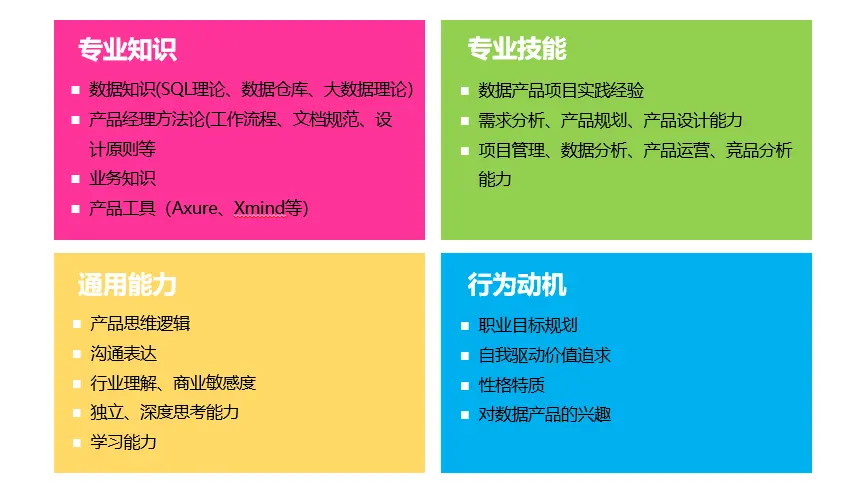 专业知识
数据知识(SQL理论、数据仓库、大数据理论)
产品经理方法论(工作流程、文档规范、设
计原则等
业务知识
产品工具（Axure、Xmind等）
专业技能
数据产品项目实践经验
需求分析、产品规划、产品设计能力
项目管理、数据分析、产品运营、竞品分析
能力
通用能力
产品思维逻辑
沟通表达
行业理解、商业敏感度
独立、深度思考能力
学习能力
行为动机
职业目标规划
自我驱动价值追求
性格特质
对数据产品的兴趣